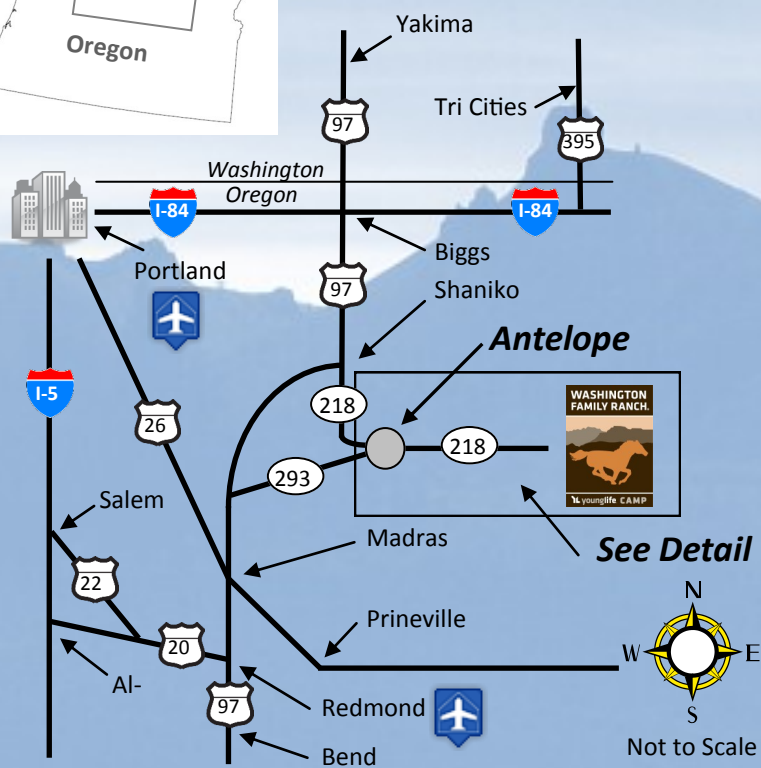 Oregon
Yakima
97
Tri Cities
395
Washington
Oregon
I-84
I-84
Biggs
Portland
97
Shaniko
Antelope
I-5
218
WASHINGTON
FAMILY RANCH.
26
218
293
younglife CAMP
Salem
Madras
See Detail
22
N
Prineville
20
W
E
Al-
S
97
Redmond
Not to Scale
Bend